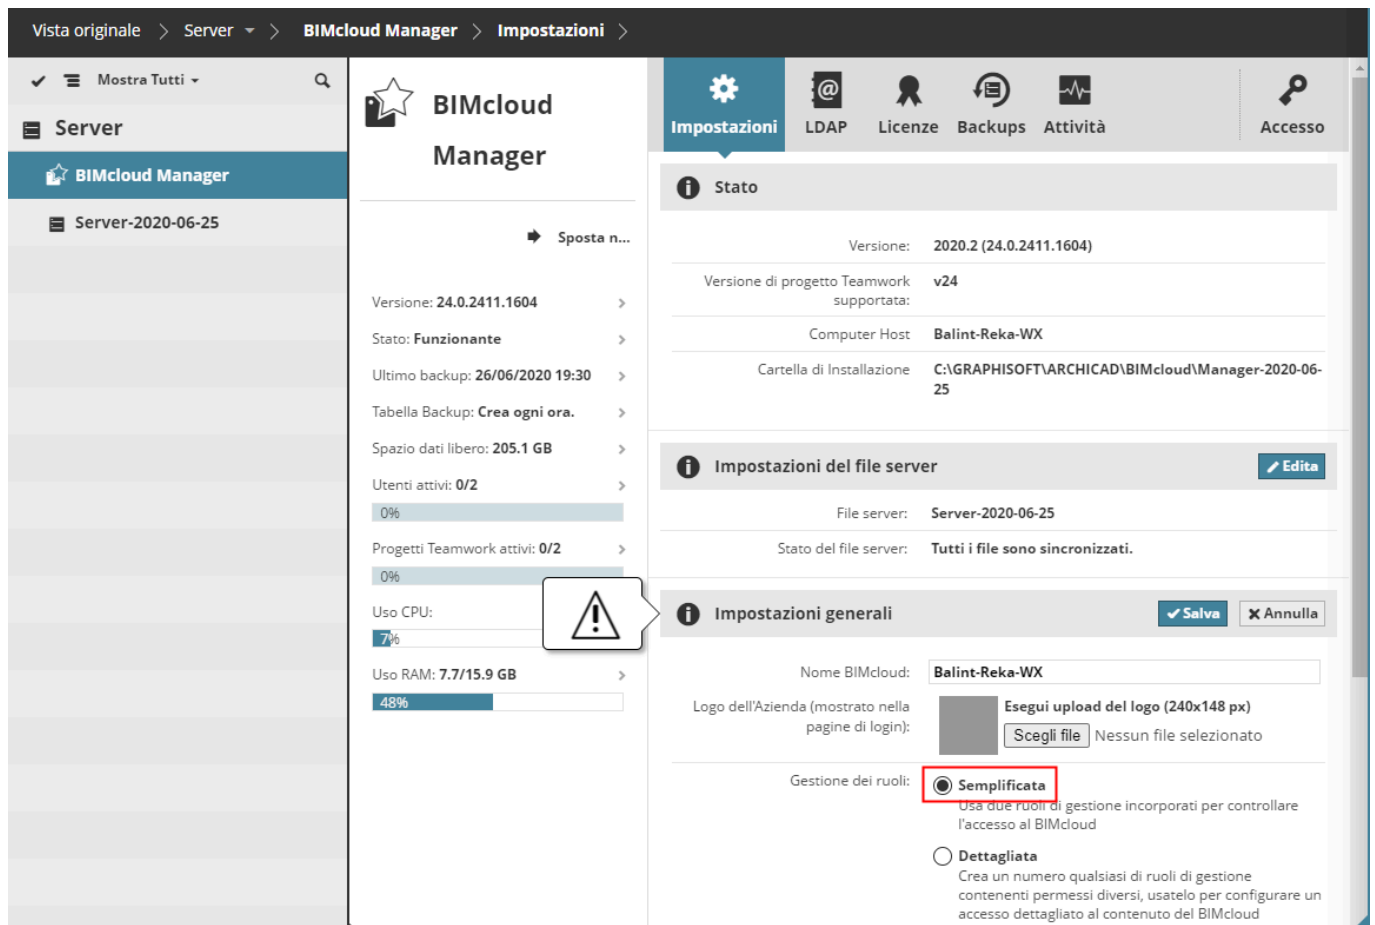 Vista originale > Server > BIMcloud Manager > Impostazioni >
Mostra Tutti
Server
BIMcloud Manager
Server-2020-06-25
BIMcloud
Manager
Sposta n...
Versione: 24.0.2411.1604
Stato: Funzionante
Ultimo backup: 26/06/2020 19:30
Tabella Backup: Crea ogni ora.
Spazio dati libero: 205.1 GB
Utenti attivi: 0/2
0%
Progetti Teamwork attivi: 0/2
0%
Uso CPU:
7%
Uso RAM: 7.7/15.9 GB
48%
Impostazioni LDAP Licenze Backups Attività Accesso
Stato
Versione: 2020.2 (24.0.2411.1604)
Versione di progetto Teamwork v24
supportata:
Computer Host Balint-Reka-WX
Cartella di Installazione C:\GRAPHISOFT\ARCHICAD\BIMcloud\Manager-2020-06-
25
Impostazioni del file server Edita
File server: Server-2020-06-25
Stato del file server: Tutti i file sono sincronizzati.
Impostazioni generali Salva Annulla
Nome BIMcloud: Balint-Reka-WX
Logo dell'Azienda (mostrato nella Esegui upload del logo (240x148 px)
pagine di login): Scegli file Nessun file selezionato
Gestione dei ruoli: Semplificata
Usa due ruoli di gestione incorporati per controllare
l'accesso al BIMcloud
Dettagliata
Crea un numero qualsiasi di ruoli di gestione
contenenti permessi diversi, usatelo per configurare un
accesso dettagliato al contenuto del BIMcloud